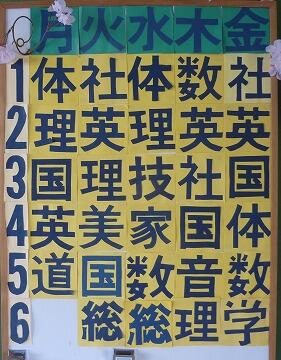 月火水木金
1体社体数社
2理英理英英
3国理技社国
4英美家国体
5道国数音数
6総総理学